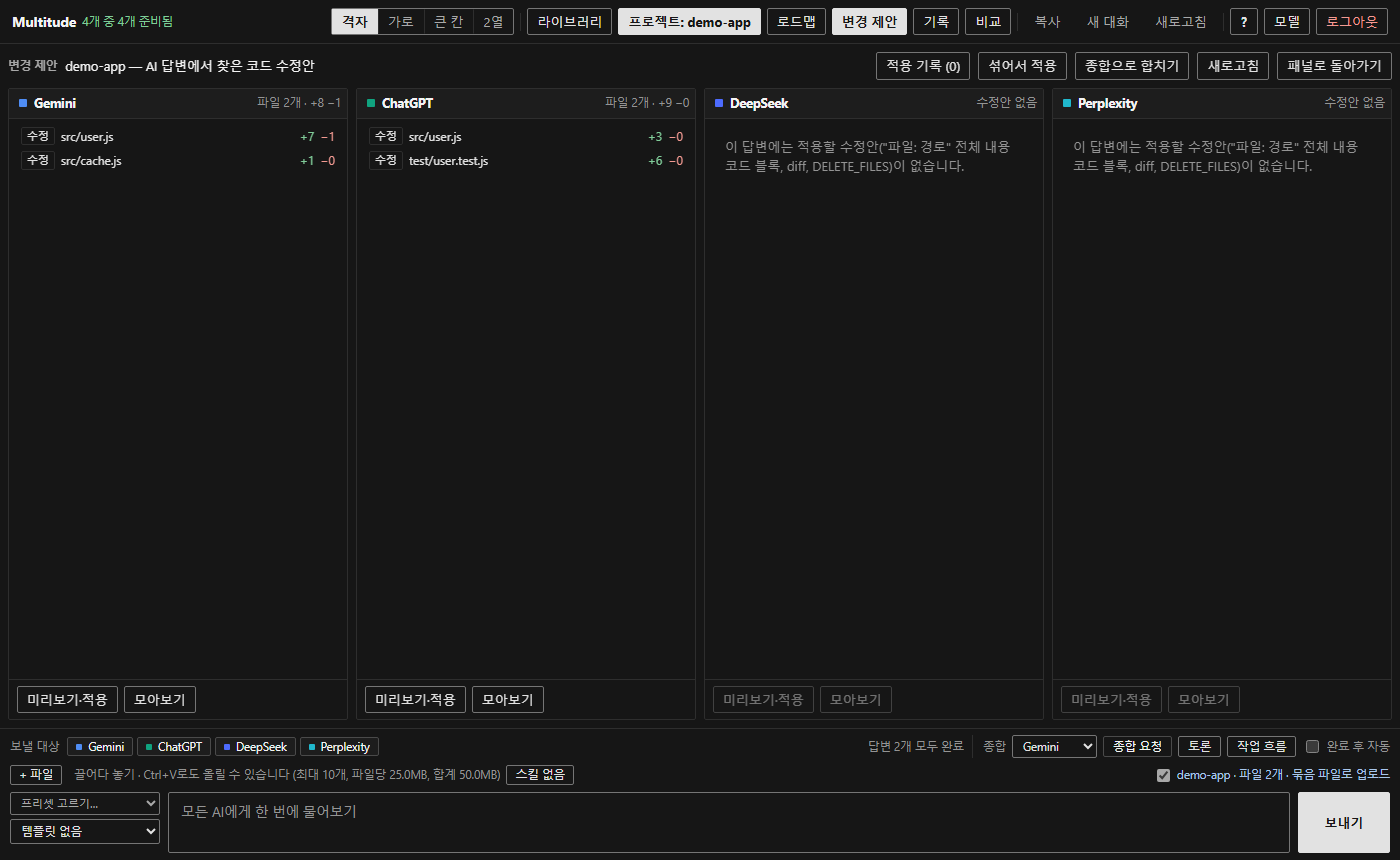 Multitude 4개 중 4개 준비됨 격자 가로 큰 칸 2열 라이브러리 프로젝트: demo-app 로드맵 변경 제안 기록 비교 복사 새 대화 새로고침 ? 모델 로그아웃
변경 제안 demo-app — AI 답변에서 찾은 코드 수정안 적용 기록 (0) 섞어서 적용 종합으로 합치기 새로고침 패널로 돌아가기
Gemini 파일 2개 · +8 −1
수정 src/user.js +7 −1
수정 src/cache.js +1 −0
미리보기·적용 모아보기
ChatGPT 파일 2개 · +9 −0
수정 src/user.js +3 −0
수정 test/user.test.js +6 −0
미리보기·적용 모아보기
DeepSeek 수정안 없음
이 답변에는 적용할 수정안("파일: 경로" 전체 내용
코드 블록, diff, DELETE_FILES)이 없습니다.
미리보기·적용 모아보기
Perplexity 수정안 없음
이 답변에는 적용할 수정안("파일: 경로" 전체 내용
코드 블록, diff, DELETE_FILES)이 없습니다.
미리보기·적용 모아보기
보낼 대상 Gemini ChatGPT DeepSeek Perplexity 답변 2개 모두 완료 종합 Gemini 종합 요청 토론 작업 흐름 완료 후 자동
+ 파일 끌어다 놓기 · Ctrl+V로도 올릴 수 있습니다 (최대 10개, 파일당 25.0MB, 합계 50.0MB) 스킬 없음 demo-app · 파일 2개 · 묶음 파일로 업로드
프리셋 고르기...
템플릿 없음
모든 AI에게 한 번에 물어보기
보내기